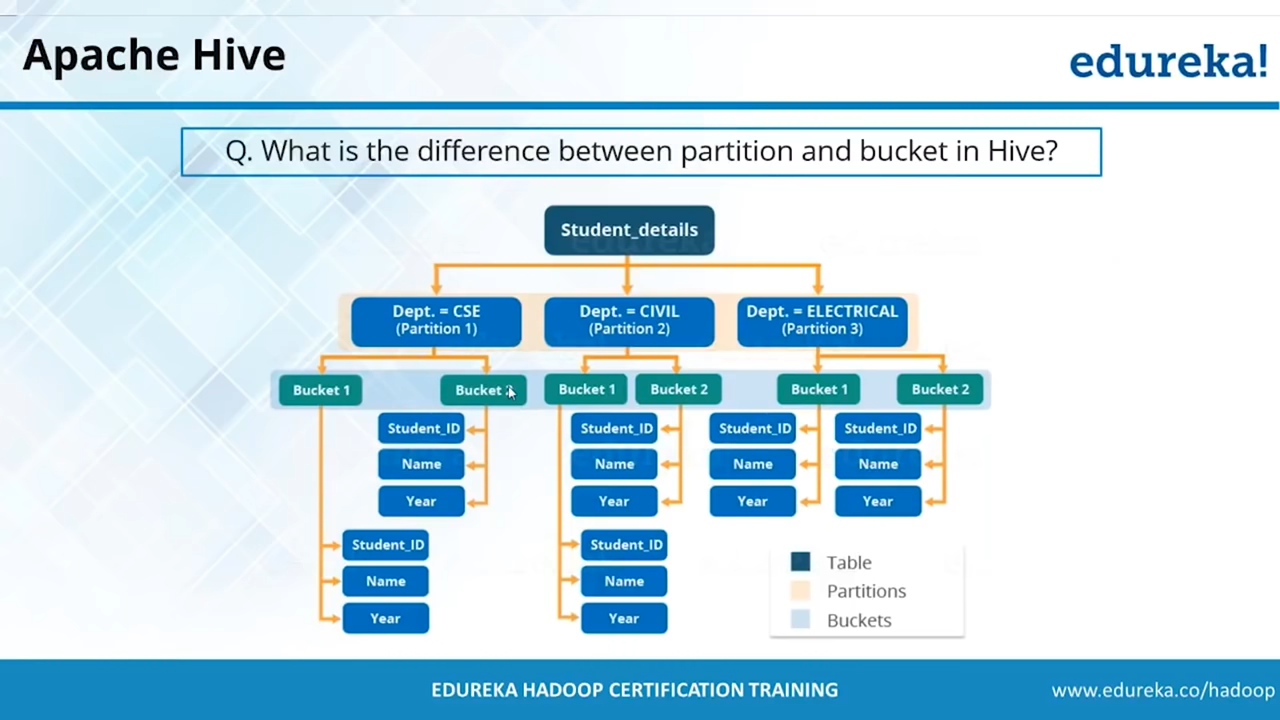 Apache Hive
edureka!
Q. What is the difference between partition and bucket in Hive?
Student_details
Dept. = CSE
(Partition 1)
Dept. = CIVIL
(Partition 2)
Dept. = ELECTRICAL
(Partition 3)
Bucket 1
Bucket
Bucket 1
Bucket 2
Bucket 1
Bucket 2
Student_ID
Name
Year
Student_ID
Name
Year
Student_ID
Name
Year
Student_ID
Name
Year
Student_ID
Name
Year
Student_ID
Name
Year
Table
Partitions
Buckets
EDUREKA HADOOP CERTIFICATION TRAINING
www.edureka.co/hadoop